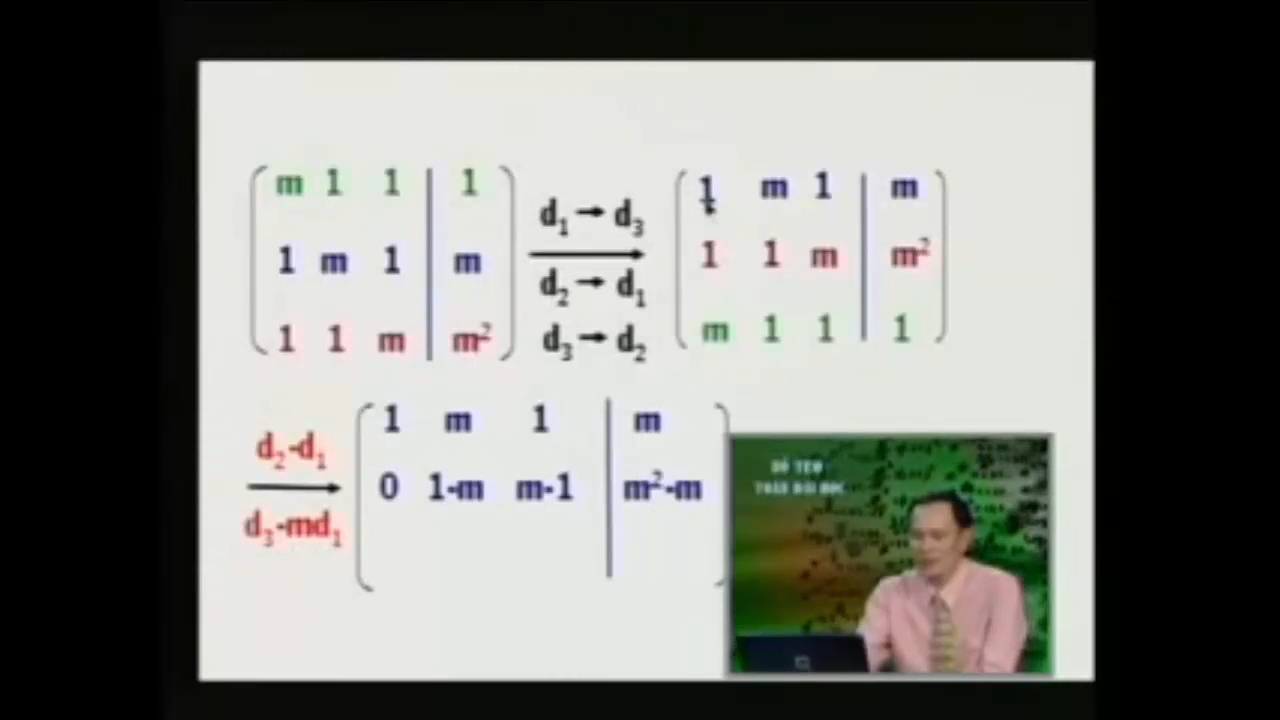 m 1 1 | 1
1 m 1 | m
1 1 m | m²
d₁ → d₃
d₂ → d₁
d₃ → d₂
1 m 1 | m
1 1 m | m²
m 1 1 | 1
d₂-d₁
d₃-md₁
1 m 1 | m
0 1-m m-1 | m²-m